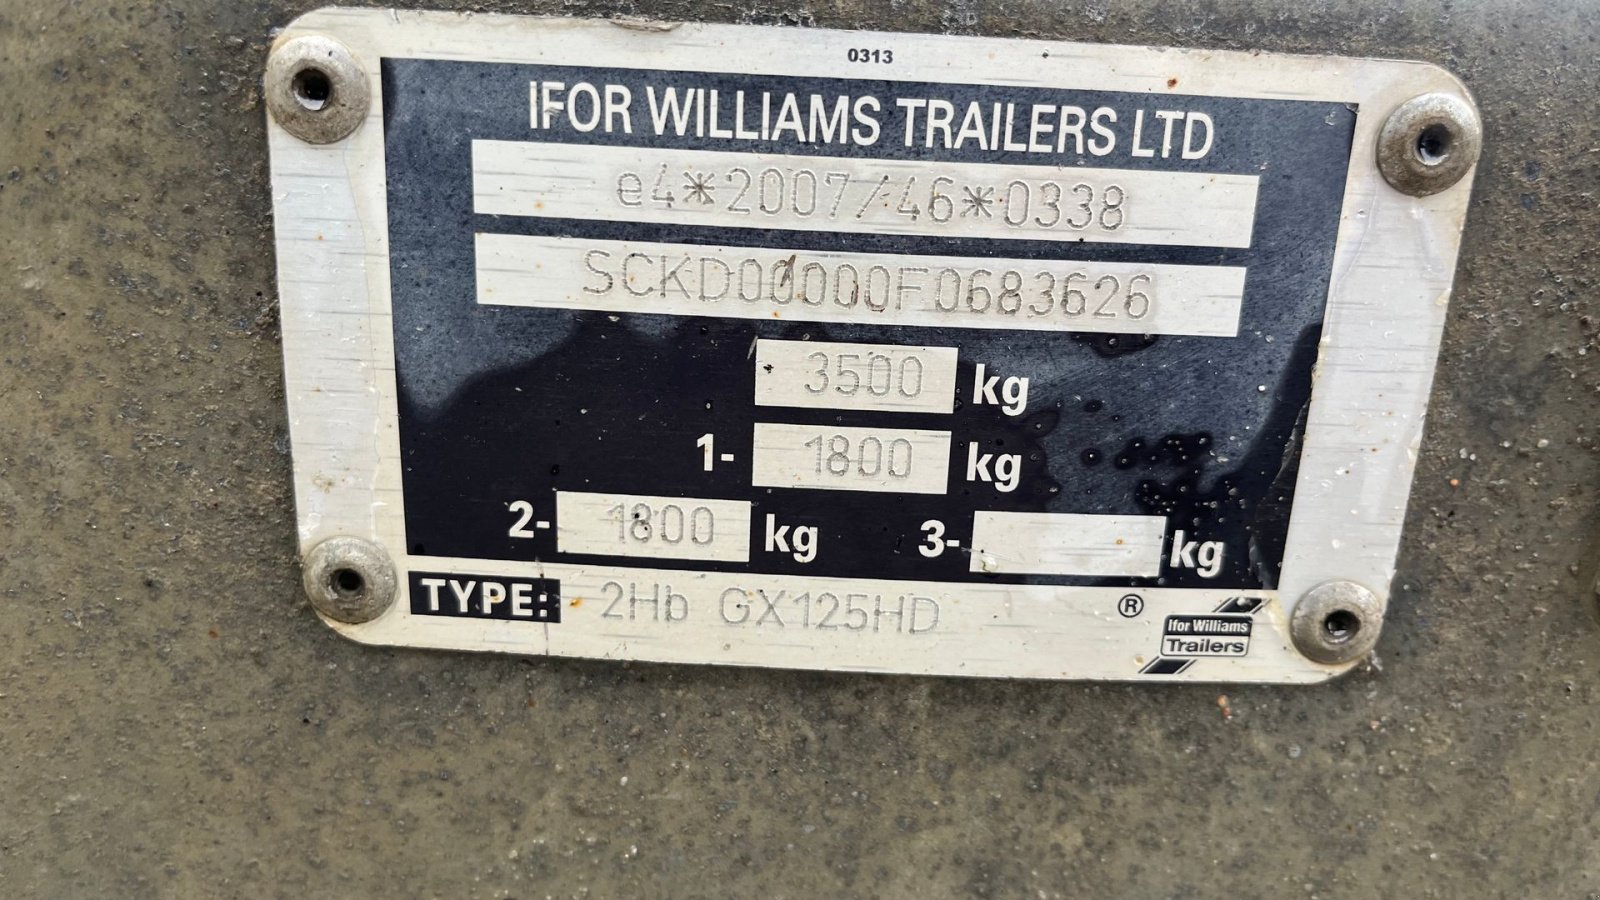 0313
IFOR WILLIAMS TRAILERS LTD
e4*2007/46*0338
SCKD00000F0683626
3500 kg
1- 1800 kg
2- 1800 kg 3- kg
TYPE: 2Hb GX125HD ®
Ifor Williams
Trailers